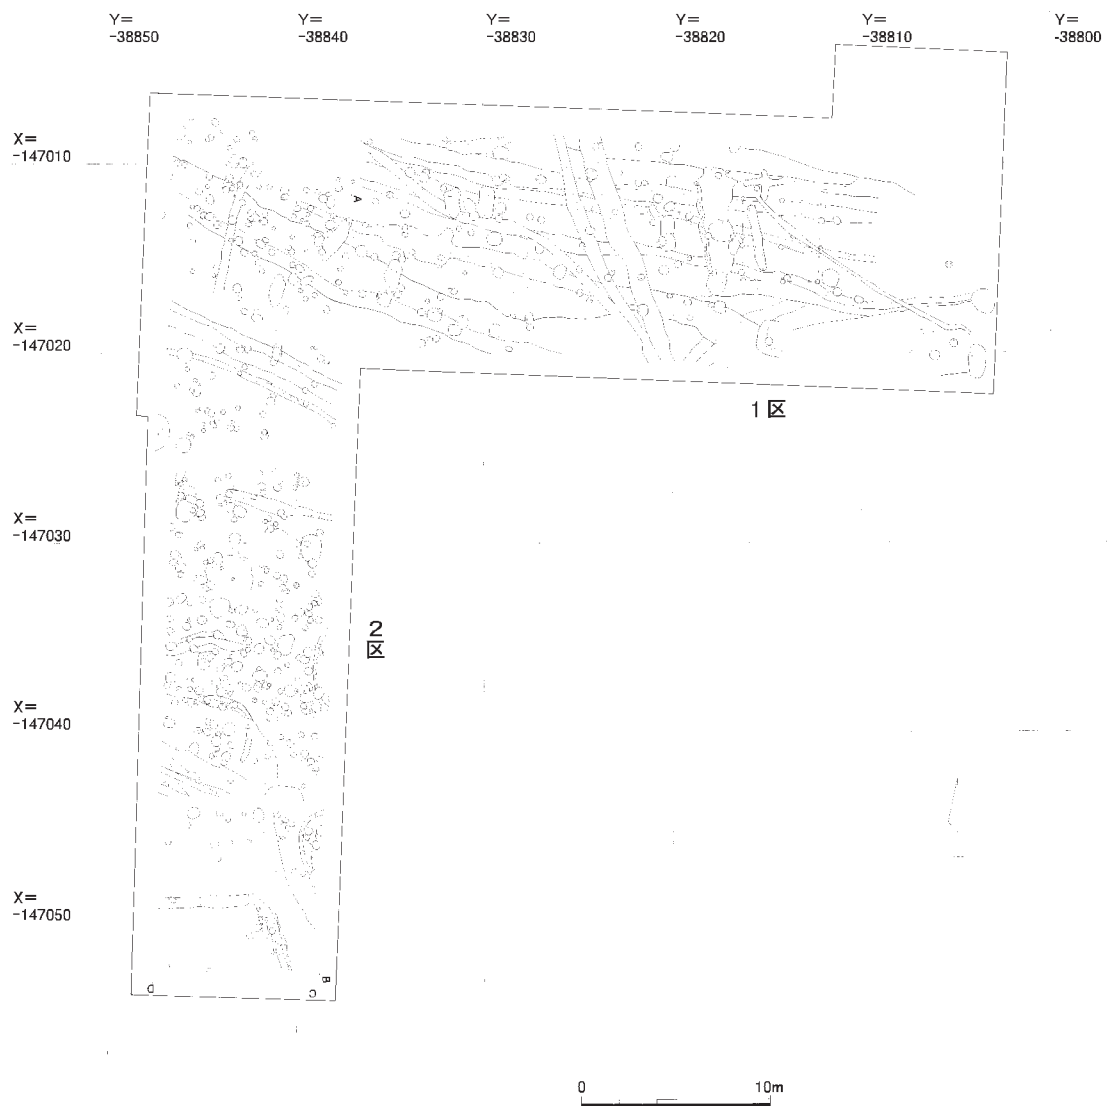 Y=
-38850
Y=
-38840
Y=
-38830
Y=
-38820
Y=
-38810
Y=
-38800
X=
-147010
A
X=
-147020
1区
X=
-147030
2
区
X=
-147040
X=
-147050
B
C
D
0 10m